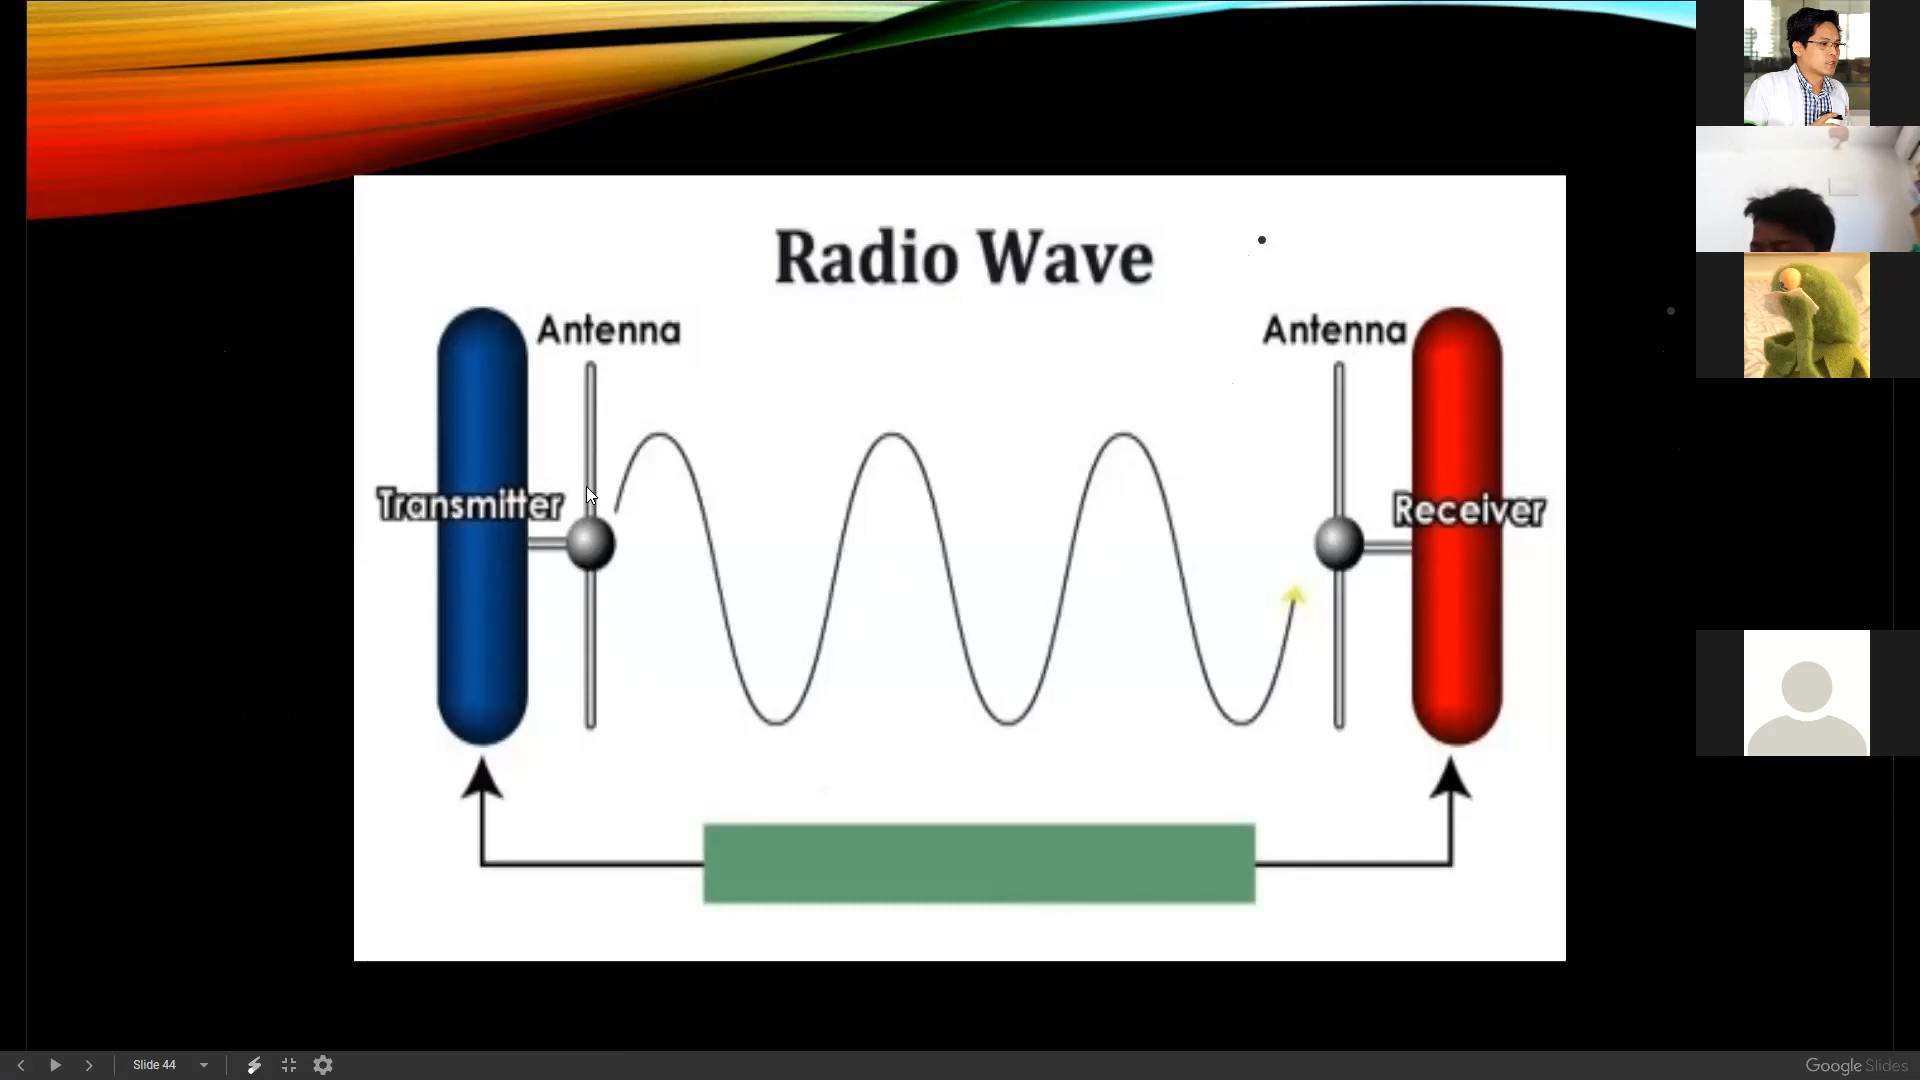 Radio Wave
Antenna
Antenna
Transmitter
Receiver
Slide 44
Google Slides